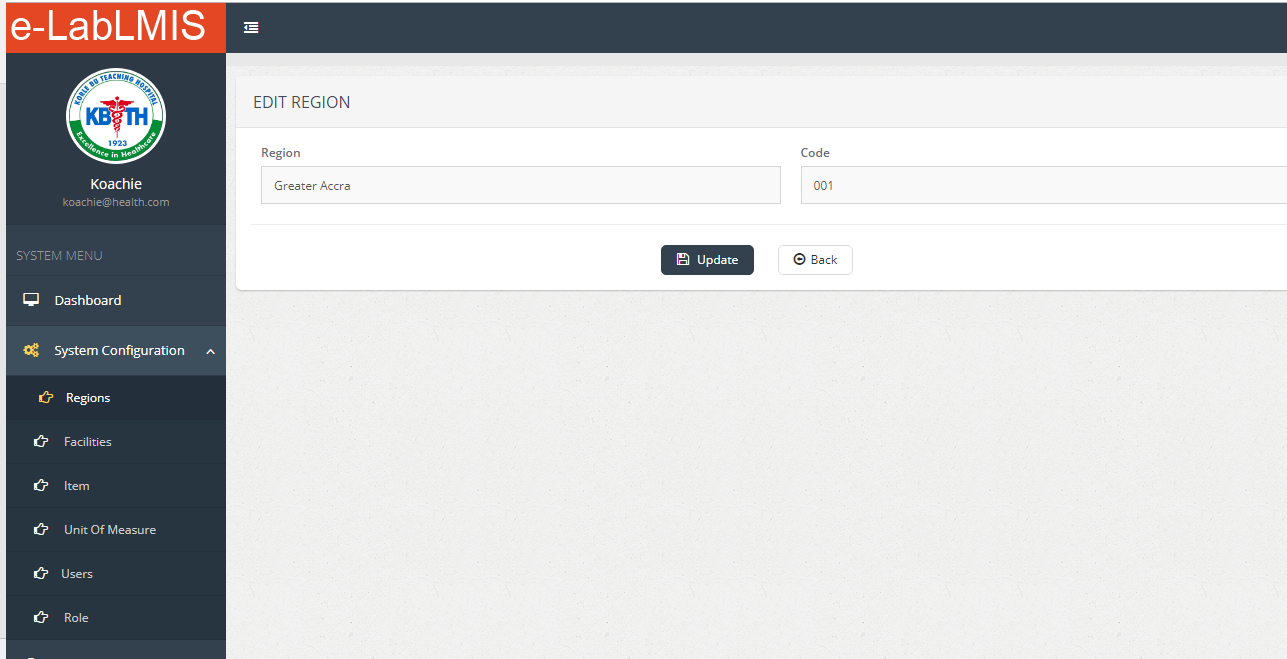 e-LabLMIS
KORLE BU TEACHING HOSPITAL
KBTH
1923
Excellence in Healthcare
Koachie
koachie@health.com
SYSTEM MENU
Dashboard
System Configuration
Regions
Facilities
Item
Unit Of Measure
Users
Role
EDIT REGION
Region
Code
Greater Accra
001
Update
Back